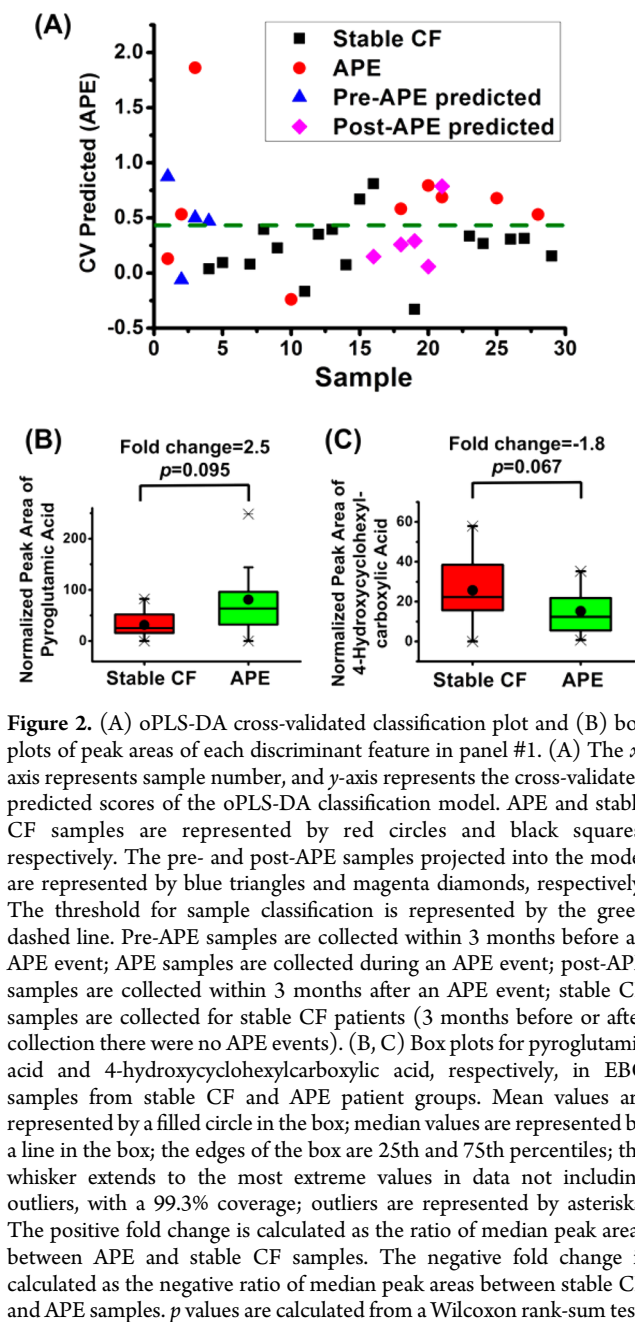 (A)
Stable CF
APE
Pre-APE predicted
Post-APE predicted
CV Predicted (APE)
2.0
1.5
1.0
0.5
0.0
-0.5
0 5 10 15 20 25 30
Sample
(B)
Fold change=2.5
p=0.095
Normalized Peak Area of
Pyroglutamic Acid
200
100
0
Stable CF APE
(C)
Fold change=-1.8
p=0.067
Normalized Peak Area of
4-Hydroxycyclohexyl-
carboxylic Acid
60
40
20
0
Stable CF APE
Figure 2. (A) oPLS-DA cross-validated classification plot and (B) bo
plots of peak areas of each discriminant feature in panel #1. (A) The x
axis represents sample number, and y-axis represents the cross-validate
predicted scores of the oPLS-DA classification model. APE and stabl
CF samples are represented by red circles and black square
respectively. The pre- and post-APE samples projected into the mode
are represented by blue triangles and magenta diamonds, respectively
The threshold for sample classification is represented by the gree
dashed line. Pre-APE samples are collected within 3 months before a
APE event; APE samples are collected during an APE event; post-AP
samples are collected within 3 months after an APE event; stable C
samples are collected for stable CF patients (3 months before or afte
collection there were no APE events). (B, C) Box plots for pyroglutami
acid and 4-hydroxycyclohexylcarboxylic acid, respectively, in EB
samples from stable CF and APE patient groups. Mean values ar
represented by a filled circle in the box; median values are represented b
a line in the box; the edges of the box are 25th and 75th percentiles; th
whisker extends to the most extreme values in data not includin
outliers, with a 99.3% coverage; outliers are represented by asterisk
The positive fold change is calculated as the ratio of median peak area
between APE and stable CF samples. The negative fold change i
calculated as the negative ratio of median peak areas between stable C
and APE samples. p values are calculated from a Wilcoxon rank-sum tes